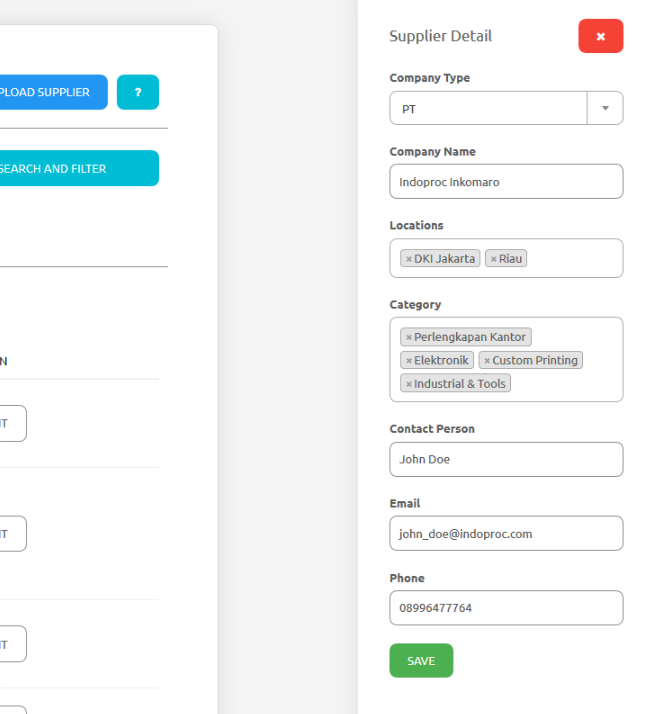 Supplier Detail
×
Company Type
UPLOAD SUPPLIER
?
PT
Company Name
SEARCH AND FILTER
Indoproc Inkomaro
Locations
× DKI Jakarta × Riau
Category
× Perlengkapan Kantor
× Elektronik × Custom Printing
× Industrial & Tools
Contact Person
John Doe
Email
john_doe@indoproc.com
Phone
08996477764
SAVE